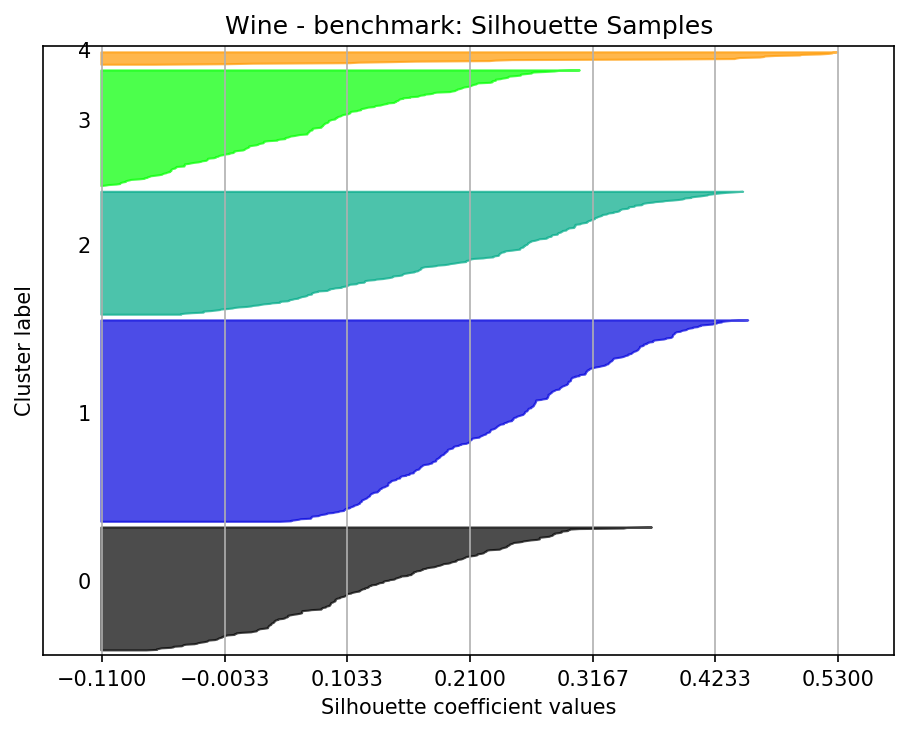 Wine - benchmark: Silhouette Samples
4
3
2
1
0
Cluster label
−0.1100 −0.0033 0.1033 0.2100 0.3167 0.4233 0.5300
Silhouette coefficient values